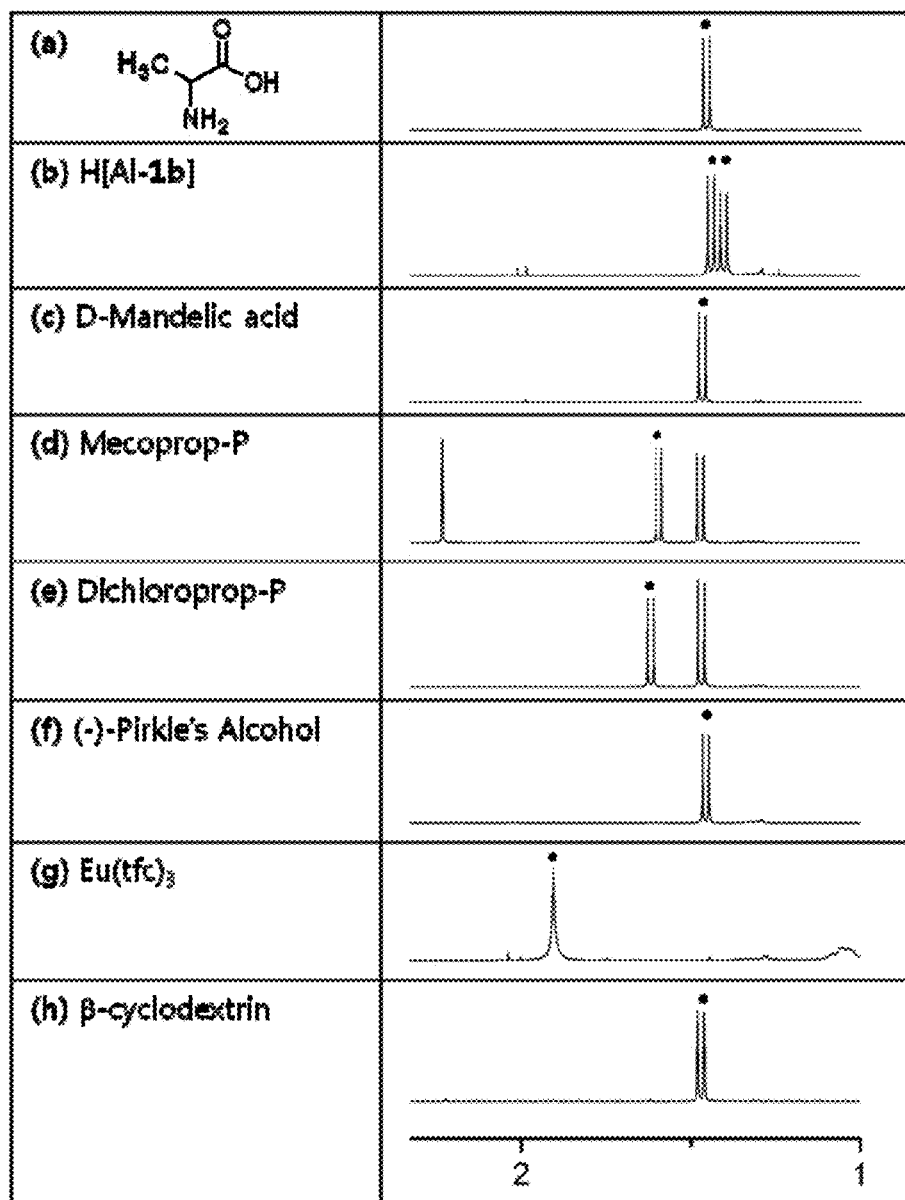 (a)
O
H₃C
OH
NH₂
(b) H[Al-1b]
(c) D-Mandelic acid
(d) Mecoprop-P
(e) Dichloroprop-P
(f) (-)-Pirkle's Alcohol
(g) Eu(tfc)₃
(h) β-cyclodextrin
2 1